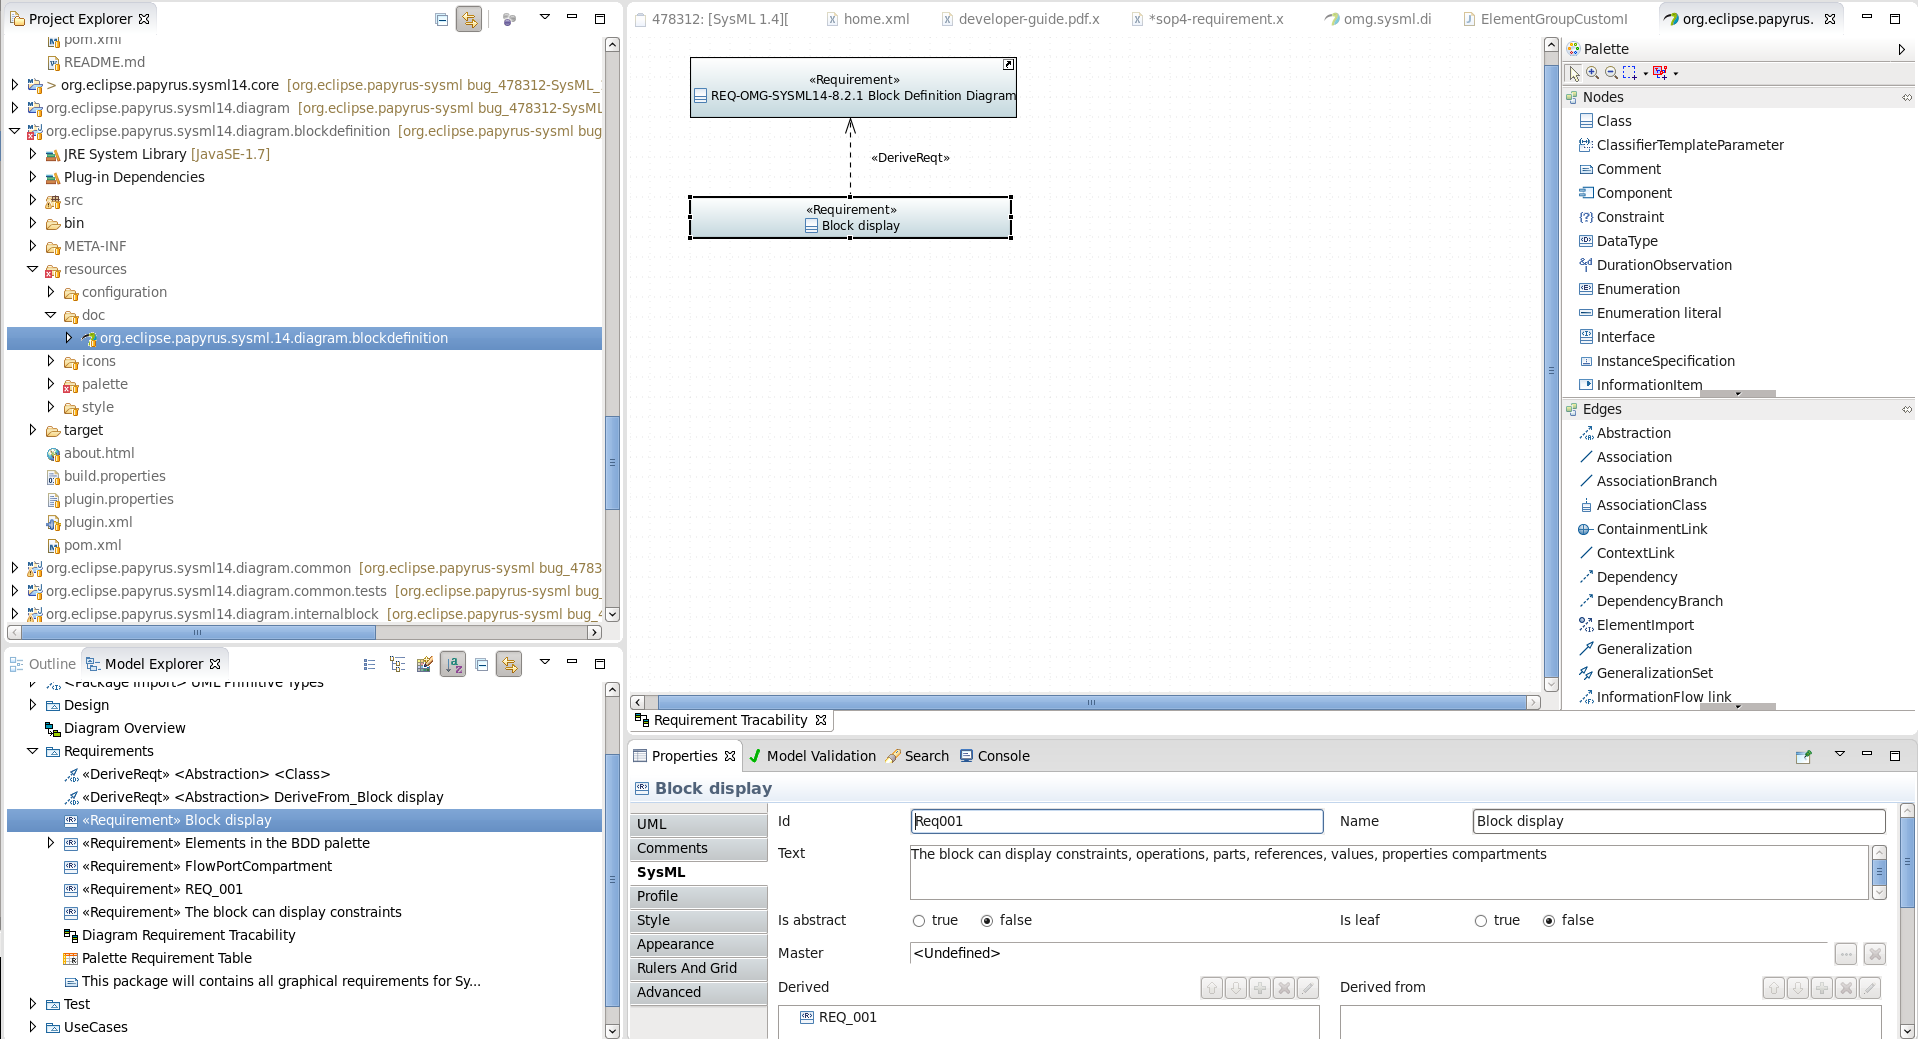 Project Explorer
pom.xml
README.md
> org.eclipse.papyrus.sysml14.core [org.eclipse.papyrus-sysml bug_478312-SysML_
org.eclipse.papyrus.sysml14.diagram [org.eclipse.papyrus-sysml bug_478312-SysML
org.eclipse.papyrus.sysml14.diagram.blockdefinition [org.eclipse.papyrus-sysml bug
JRE System Library [JavaSE-1.7]
Plug-in Dependencies
src
bin
META-INF
resources
configuration
doc
org.eclipse.papyrus.sysml.14.diagram.blockdefinition
icons
palette
style
target
about.html
build.properties
plugin.properties
plugin.xml
pom.xml
org.eclipse.papyrus.sysml14.diagram.common [org.eclipse.papyrus-sysml bug_4783
org.eclipse.papyrus.sysml14.diagram.common.tests [org.eclipse.papyrus-sysml bug_
org.eclipse.papyrus.sysml14.diagram.internalblock [org.eclipse.papyrus-sysml bug_4
Outline
Model Explorer
<Package Import> UML Primitive Types
Design
Diagram Overview
Requirements
«DeriveReqt» <Abstraction> <Class>
«DeriveReqt» <Abstraction> DeriveFrom_Block display
«Requirement» Block display
«Requirement» Elements in the BDD palette
«Requirement» FlowPortCompartment
«Requirement» REQ_001
«Requirement» The block can display constraints
Diagram Requirement Tracability
Palette Requirement Table
This package will contains all graphical requirements for Sy...
Test
UseCases
478312: [SysML 1.4][
home.xml
developer-guide.pdf.x
*sop4-requirement.x
omg.sysml.di
ElementGroupCustomI
org.eclipse.papyrus.
«Requirement»
REQ-OMG-SYSML14-8.2.1 Block Definition Diagram
«DeriveReqt»
«Requirement»
Block display
Palette
Nodes
Class
ClassifierTemplateParameter
Comment
Component
Constraint
DataType
DurationObservation
Enumeration
Enumeration literal
Interface
InstanceSpecification
InformationItem
Edges
Abstraction
Association
AssociationBranch
AssociationClass
ContainmentLink
ContextLink
Dependency
DependencyBranch
ElementImport
Generalization
GeneralizationSet
InformationFlow link
Requirement Tracability
Properties
Model Validation
Search
Console
Block display
UML
Comments
SysML
Profile
Style
Appearance
Rulers And Grid
Advanced
Id Req001 Name Block display
Text The block can display constraints, operations, parts, references, values, properties compartments
Is abstract true false Is leaf true false
Master <Undefined>
Derived Derived from
REQ_001